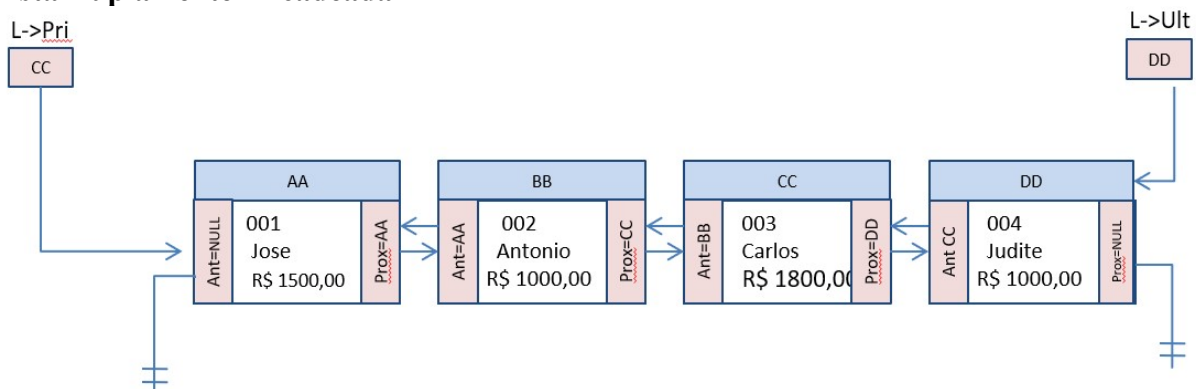 L->Pri
L->Ult
CC
DD
AA
BB
CC
DD
Ant=NULL
001
Jose
R$ 1500,00
Prox=AA
Ant=AA
002
Antonio
R$ 1000,00
Prox=CC
Ant=BB
003
Carlos
R$ 1800,00
Prox=DD
Ant CC
004
Judite
R$ 1000,00
Prox=NULL